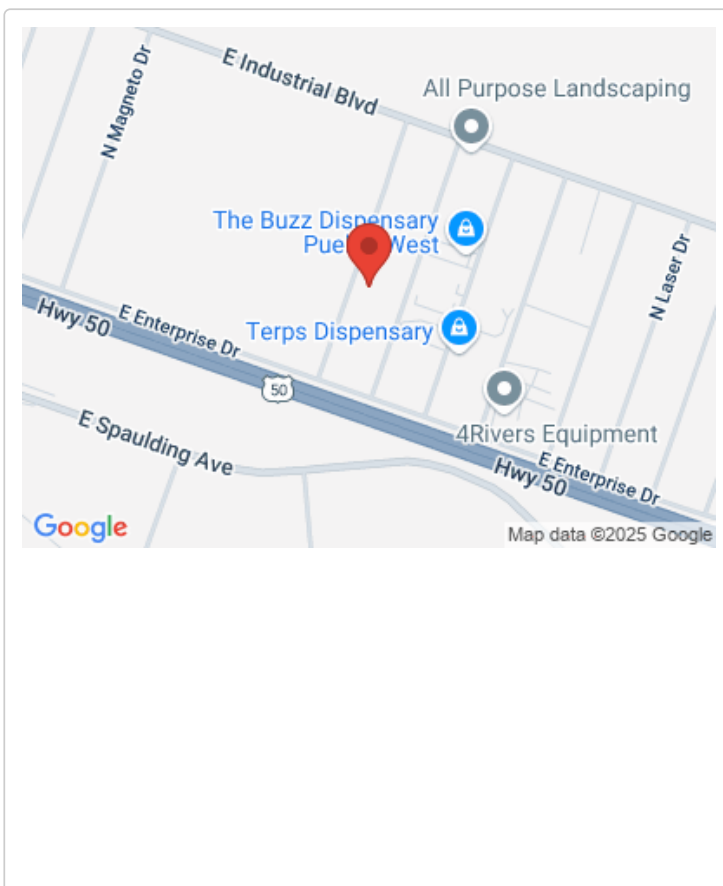 N Magneto Dr
E Industrial Blvd
All Purpose Landscaping
The Buzz Dispensary
West
N Laser Dr
Terps Dispensary
E Enterprise Dr
Hwy 50
50
E Spaulding Ave
4Rivers Equipment
Hwy 50
E Enterprise Dr
Google
Map data ©2025 Google